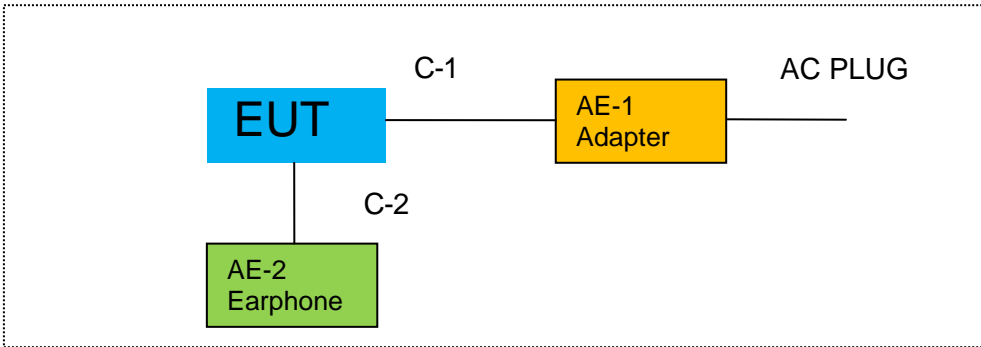 C-1
AC PLUG
EUT
AE-1
Adapter
C-2
AE-2
Earphone